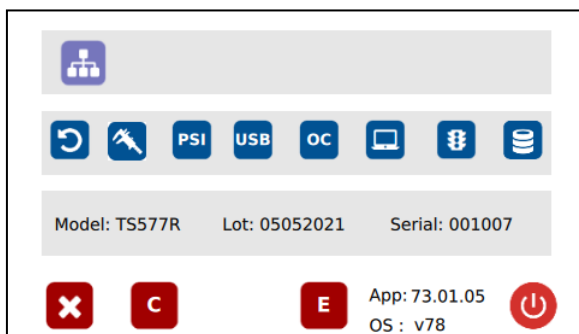 PSI USB OC
Model: TS577R Lot: 05052021 Serial: 001007
C E App: 73.01.05
OS : v78